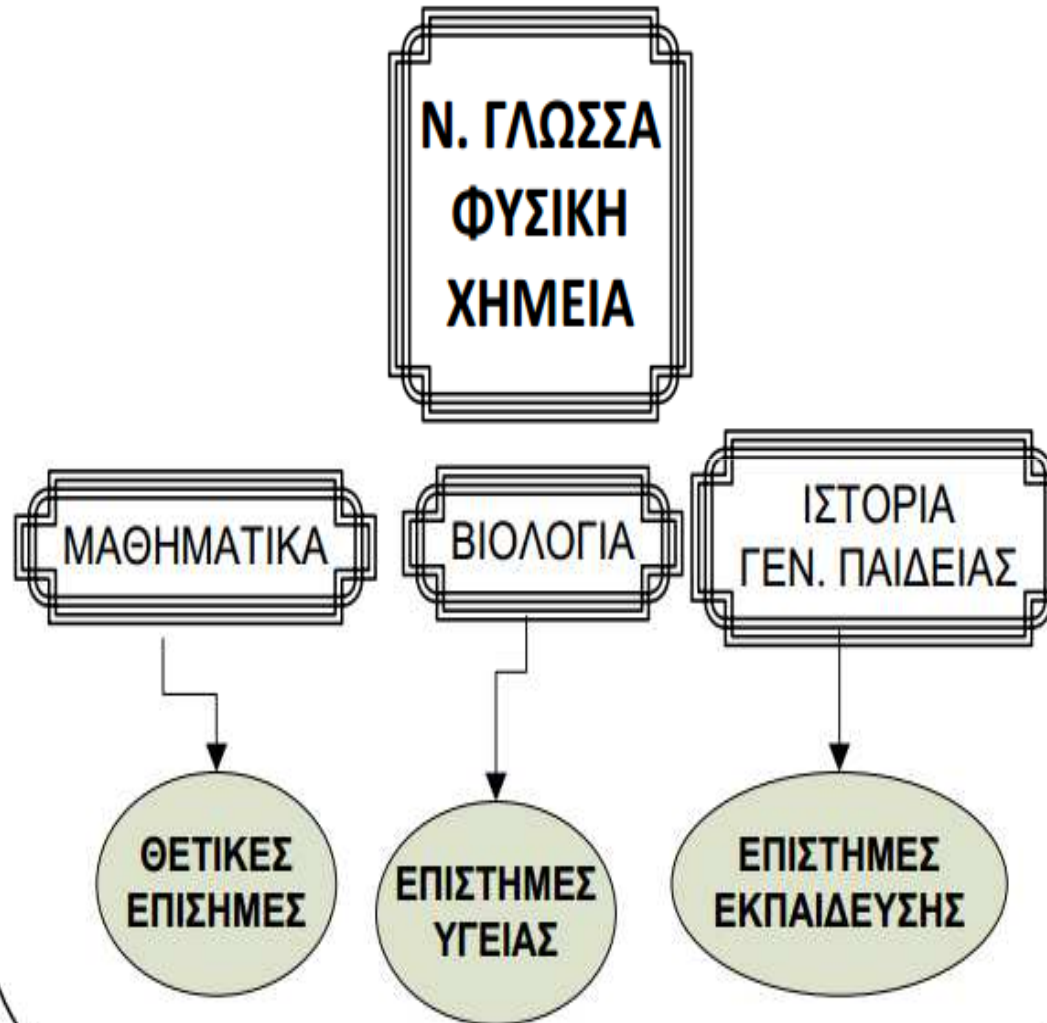 Ν. ΓΛΩΣΣΑ
ΦΥΣΙΚΗ
ΧΗΜΕΙΑ
ΜΑΘΗΜΑΤΙΚΑ
ΒΙΟΛΟΓΙΑ
ΙΣΤΟΡΙΑ
ΓΕΝ. ΠΑΙΔΕΙΑΣ
ΘΕΤΙΚΕΣ
ΕΠΙΣΗΜΕΣ
ΕΠΙΣΤΗΜΕΣ
ΥΓΕΙΑΣ
ΕΠΙΣΤΗΜΕΣ
ΕΚΠΑΙΔΕΥΣΗΣ